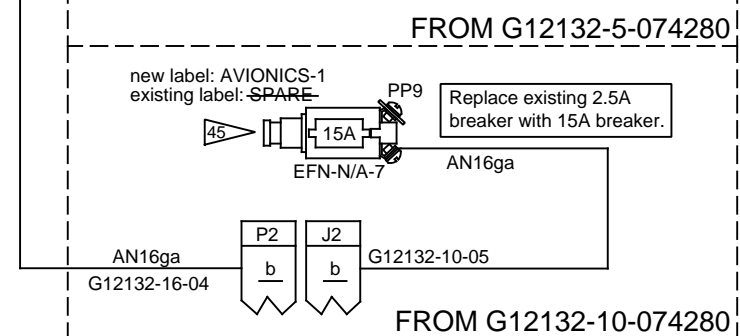 FROM G12132-5-074280
new label: AVIONICS-1
existing label: SPARE
PP9
Replace existing 2.5A
breaker with 15A breaker.
45
15A
EFN-N/A-7
AN16ga
P2
J2
AN16ga
b
b
G12132-10-05
G12132-16-04
FROM G12132-10-074280